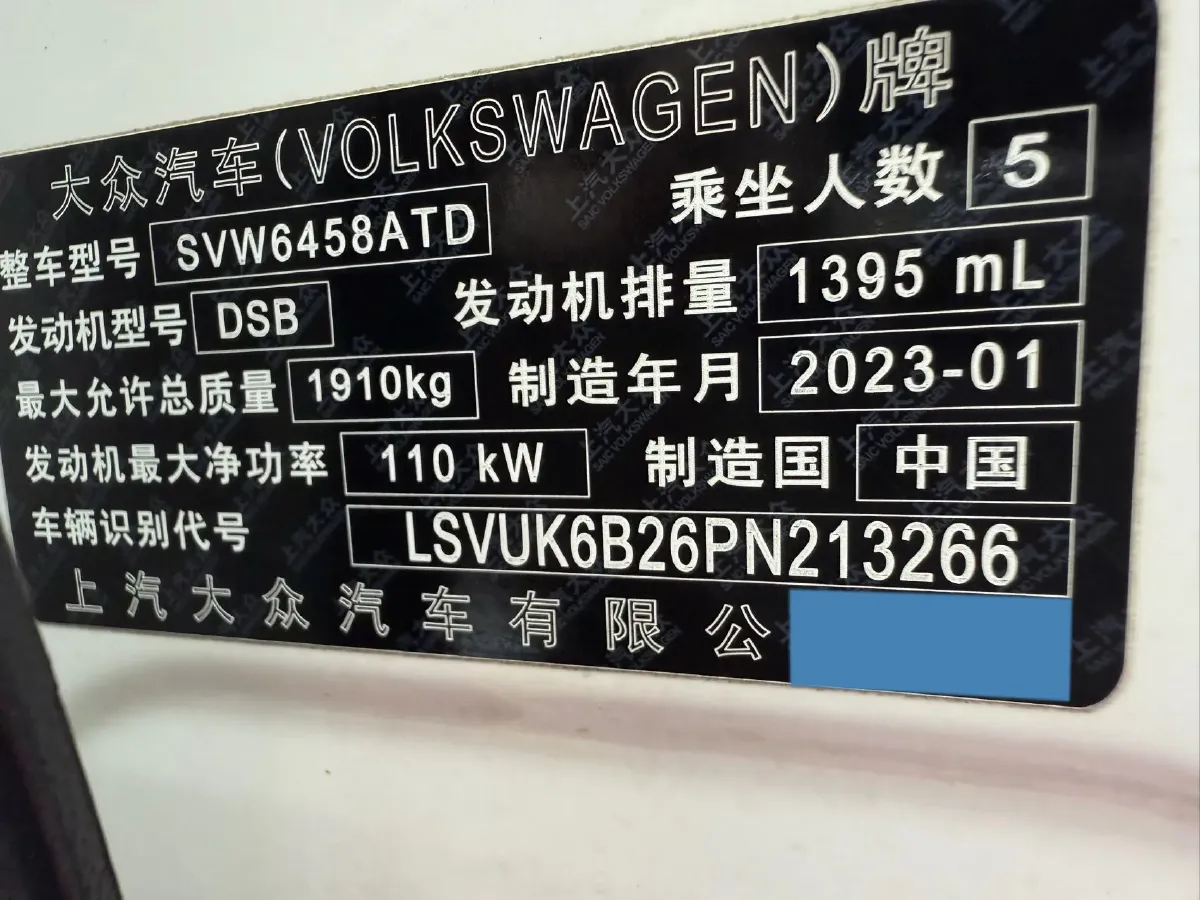 大众汽车(VOLKSWAGEN)牌
整车型号 SVW6458ATD 乘坐人数 5
发动机型号 DSB 发动机排量 1395 mL
最大允许总质量 1910kg 制造年月 2023-01
发动机最大净功率 110 kW 制造国 中国
车辆识别代号 LSVUK6B26PN213266
上汽大众汽车有限公